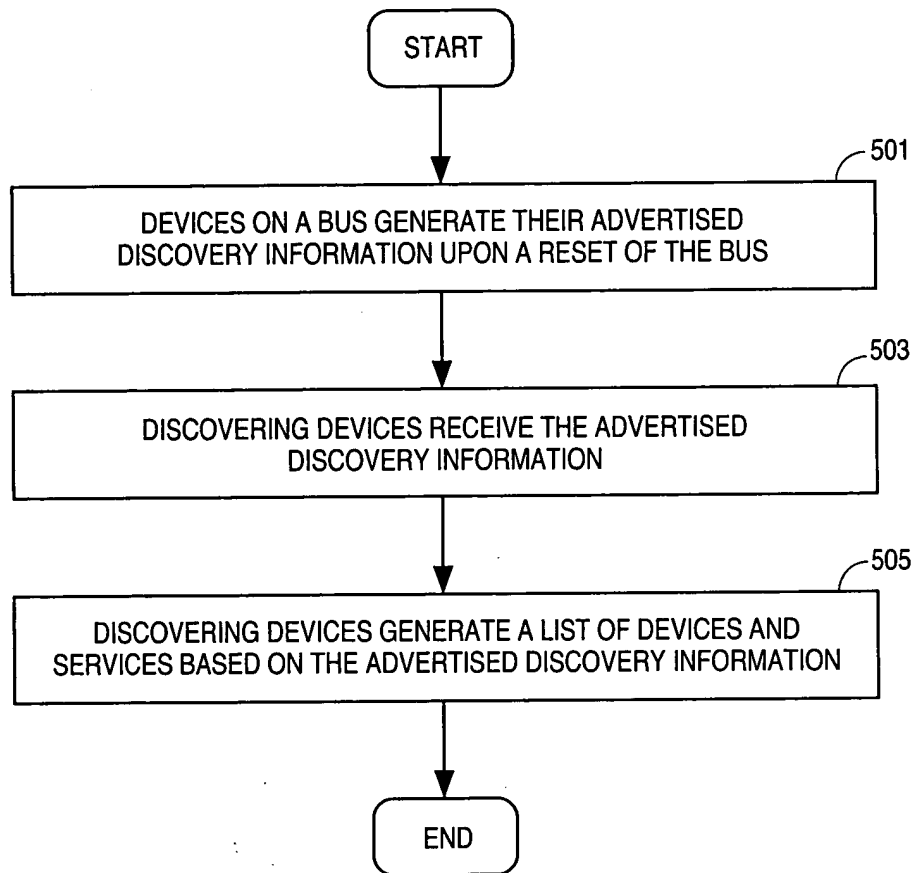 START
501
DEVICES ON A BUS GENERATE THEIR ADVERTISED
DISCOVERY INFORMATION UPON A RESET OF THE BUS
503
DISCOVERING DEVICES RECEIVE THE ADVERTISED
DISCOVERY INFORMATION
505
DISCOVERING DEVICES GENERATE A LIST OF DEVICES AND
SERVICES BASED ON THE ADVERTISED DISCOVERY INFORMATION
END